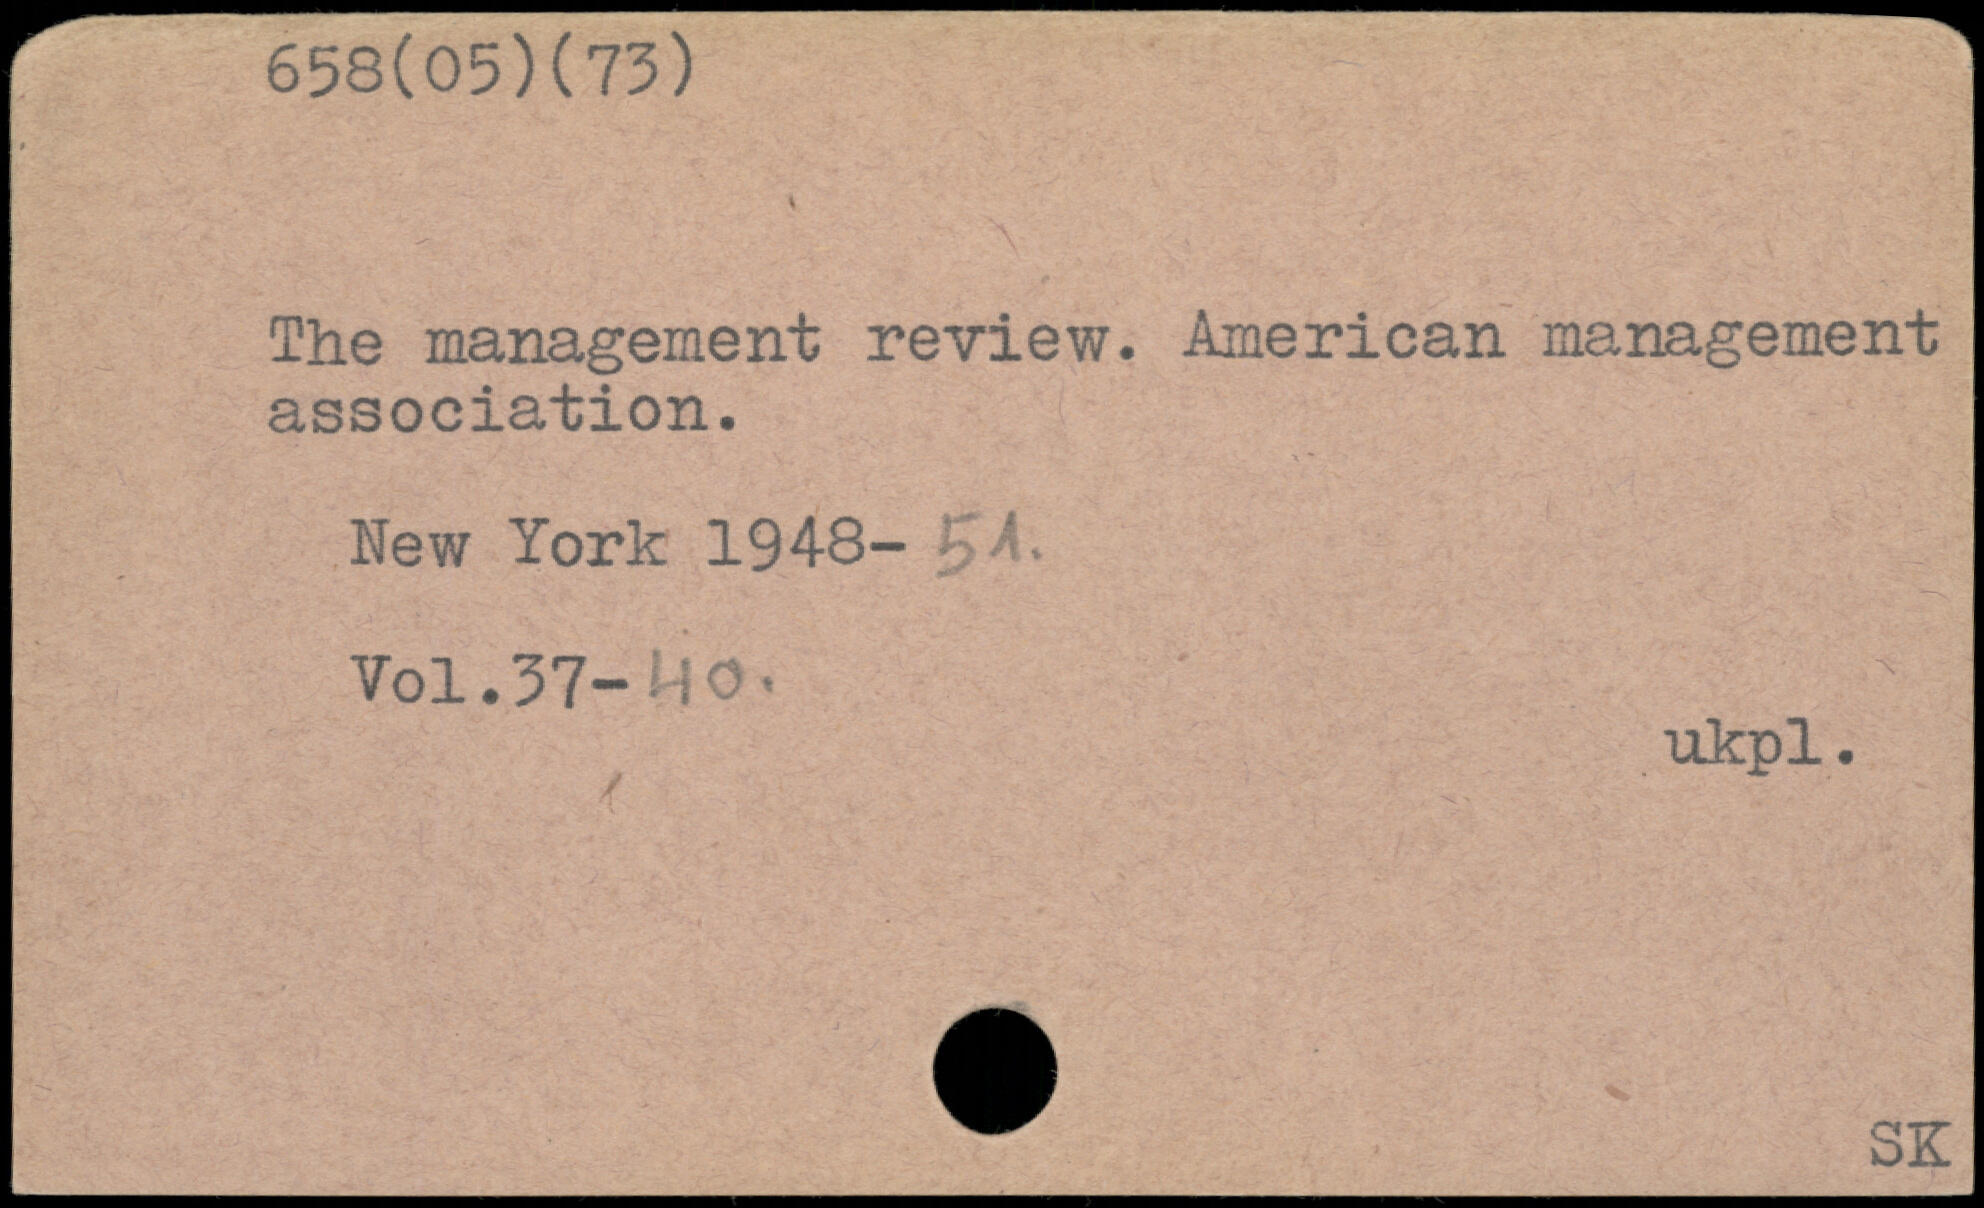 658(05)(73)
The management review. American management
association.
New York 1948- 51.
Vol.37-40.
ukpl.
SK